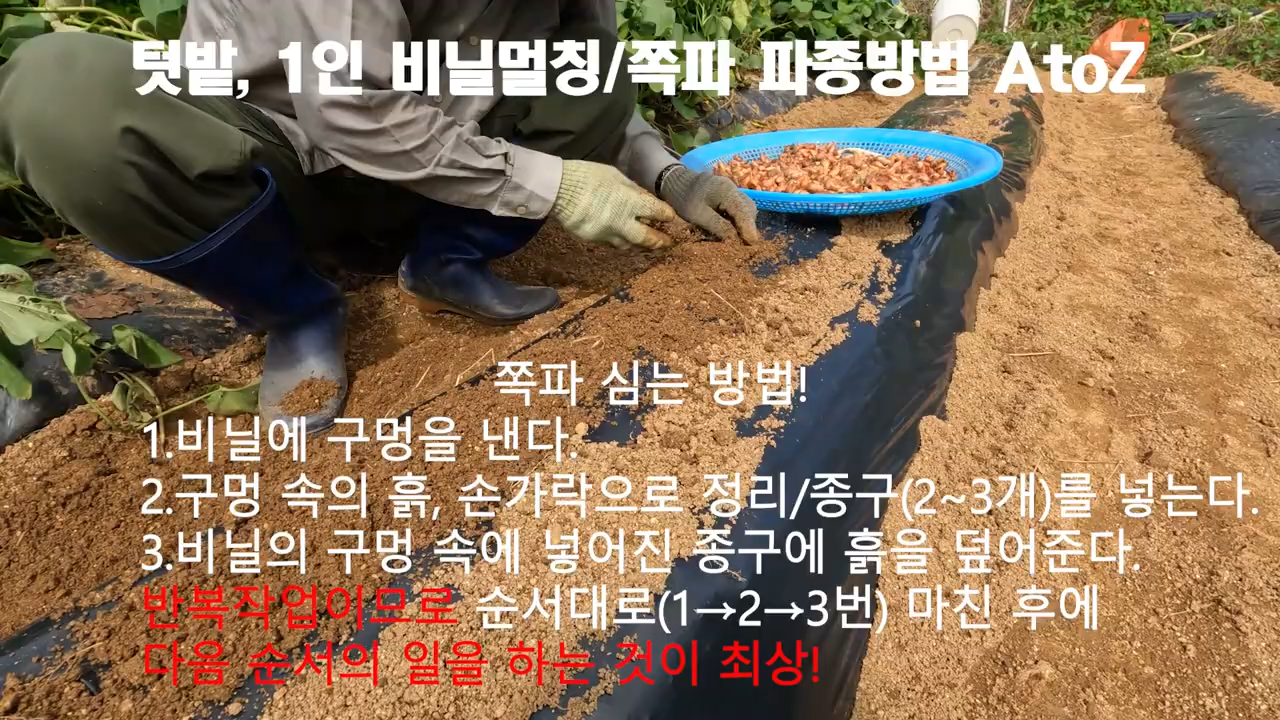 텃밭, 1인 비닐멀칭/쪽파 파종방법 AtoZ
쪽파 심는 방법!
1.비닐에 구멍을 낸다.
2.구멍 속의 흙, 손가락으로 정리/종구(2~3개)를 넣는다.
3.비닐의 구멍 속에 넣어진 종구에 흙을 덮어준다.
반복작업이므로 순서대로(1→2→3번) 마친 후에
다음 순서의 일을 하는 것이 최상!